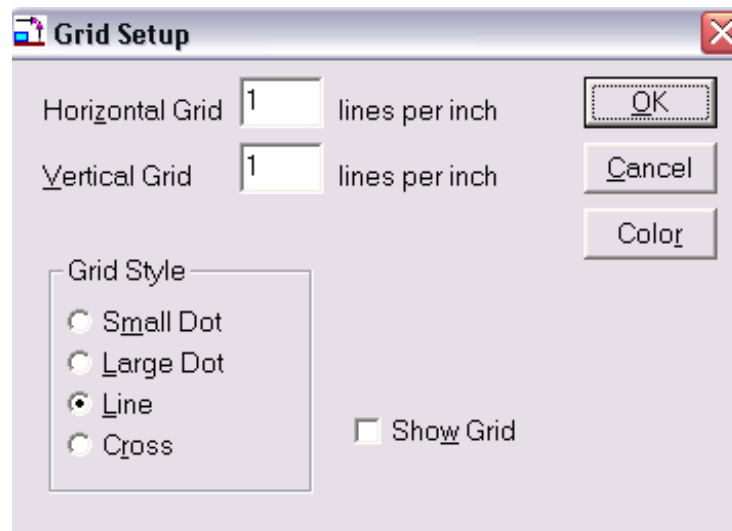 Grid Setup
Horizontal Grid 1 lines per inch
OK
Vertical Grid 1 lines per inch
Cancel
Color
Grid Style
Small Dot
Large Dot
Line
Cross
Show Grid